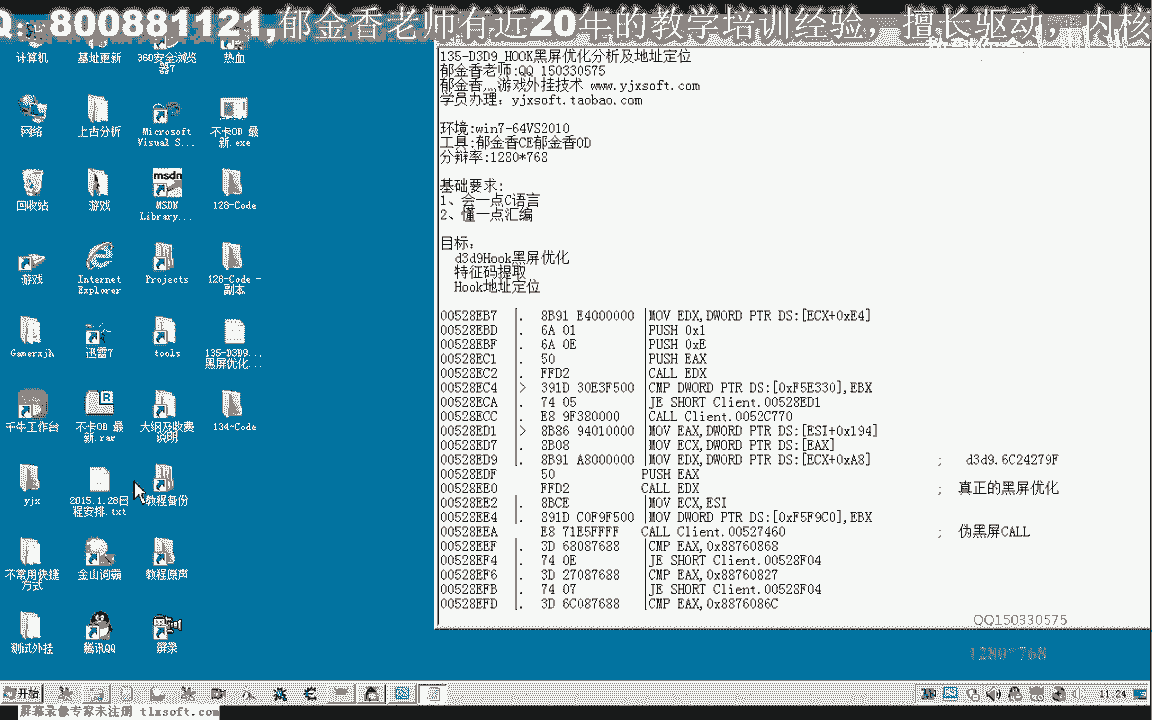 Q: 800881121,郁金香老师有近20年的教学培训经验，擅长驱动，内核
计算机
基址更新
360安全浏览器7
热血
网络
上古分析
Microsoft Visual S...
不卡OD 最新.exe
回收站
游戏
MSDN Library...
128-Code
游戏
Internet Explorer
Projects
128-Code - 副本
Gamerxjh
迅雷7
tools
135-D3D9... 黑屏优化...
千牛工作台
不卡OD 最新.rar
大纲及收费说明
134-Code
yjx
2015.1.28日程安排.txt
教程备份
不常用快捷方式
金山词霸
教程原声
测试外挂
腾讯QQ
屏录
135-D3D9_HOOK黑屏优化分析及地址定位
郁金香老师:QQ 150330575
郁金香灬游戏外挂技术 www.yjxsoft.com
学员办理：yjxsoft.taobao.com
环境:win7-64VS2010
工具:郁金香CE郁金香OD
分辩率:1280*768
基础要求:
1、会一点C语言
2、懂一点汇编
目标：
d3d9Hook黑屏优化
特征码提取
Hook地址定位
00528EB7 |. 8B91 E4000000 |MOV EDX,DWORD PTR DS:[ECX+0xE4]
00528EBD |. 6A 01 |PUSH 0x1
00528EBF |. 6A 0E |PUSH 0xE
00528EC1 |. 50 |PUSH EAX
00528EC2 |. FFD2 |CALL EDX
00528EC4 |> 391D 30E3F500 |CMP DWORD PTR DS:[0xF5E330],EBX
00528ECA |. 74 05 |JE SHORT Client.00528ED1
00528ECC |. E8 9F380000 |CALL Client.0052C770
00528ED1 |> 8B86 94010000 |MOV EAX,DWORD PTR DS:[ESI+0x194]
00528ED7 |. 8B08 |MOV ECX,DWORD PTR DS:[EAX]
00528ED9 |. 8B91 A8000000 |MOV EDX,DWORD PTR DS:[ECX+0xA8] ; d3d9.6C24279F
00528EDF 50 PUSH EAX
00528EE0 FFD2 CALL EDX ; 真正的黑屏优化
00528EE2 |. 8BCE |MOV ECX,ESI
00528EE4 |. 891D C0F9F500 |MOV DWORD PTR DS:[0xF5F9C0],EBX
00528EEA E8 71E5FFFF CALL Client.00527460 ; 伪黑屏CALL
00528EEF |. 3D 68087688 |CMP EAX,0x88760868
00528EF4 |. 74 0E |JE SHORT Client.00528F04
00528EF6 |. 3D 27087688 |CMP EAX,0x88760827
00528EFB |. 74 07 |JE SHORT Client.00528F04
00528EFD |. 3D 6C087688 |CMP EAX,0x8876086C
QQ150330575
1280*768
开始
11:24
屏幕录像专家未注册 tlxsoft.com